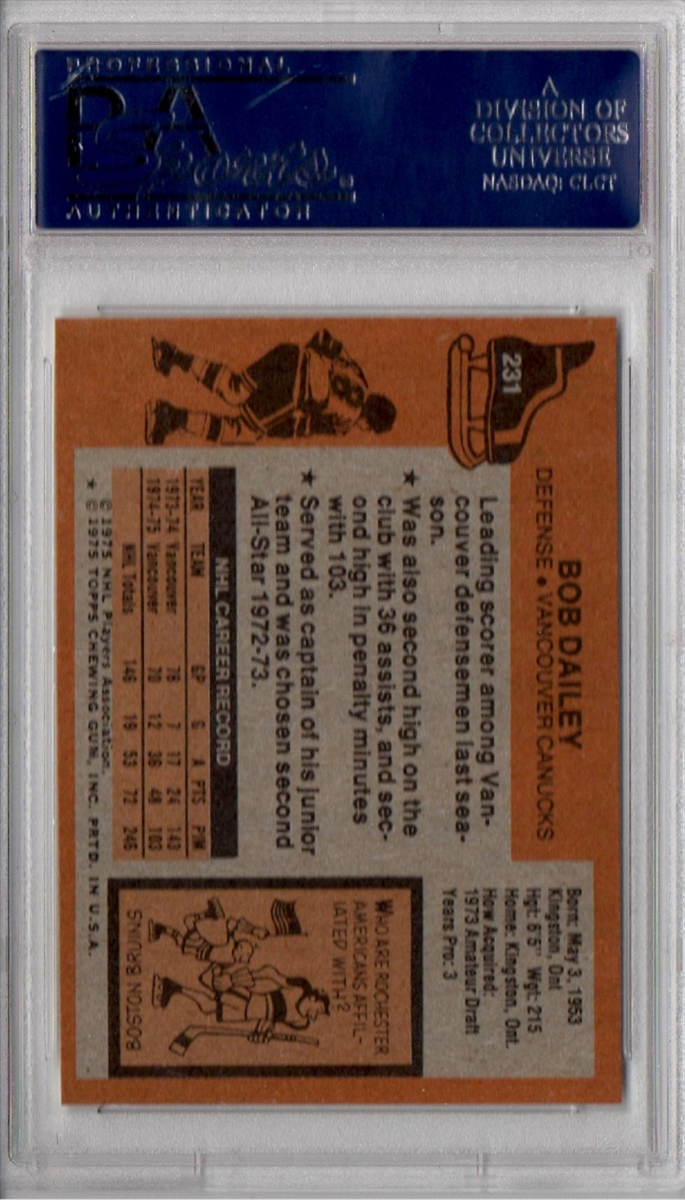 PROFESSIONAL
PSA
AUTHENTICATOR
A
DIVISION OF
COLLECTORS
UNIVERSE
NASDAQ: CLCT
231
BOB DAILEY
DEFENSE • VANCOUVER CANUCKS
Leading scorer among Van-
couver defensemen last sea-
son.
★ Was also second high on the
club with 36 assists, and sec-
ond high in penalty minutes
with 103.
★ Served as captain of his junior
team and was chosen second
All-Star 1972-73.
NHL CAREER RECORD
YEAR TEAM GP G A PTS PIM
1973-74 Vancouver 76 7 17 24 143
1974-75 Vancouver 70 12 36 48 103
NHL Totals 146 19 53 72 246
© 1975 NHL Players Association.
★ © 1975 TOPPS CHEWING GUM, INC. PRTD. IN U.S.A.
Born: May 3, 1953
Kingston, Ont
Hgt: 6'5" Wgt: 215
Home: Kingston, Ont.
How Acquired:
1973 Amateur Draft
Years Pro: 3
WHO ARE ROCHESTER
AMERICANS AFFIL-
IATED WITH?
BOSTON BRUINS